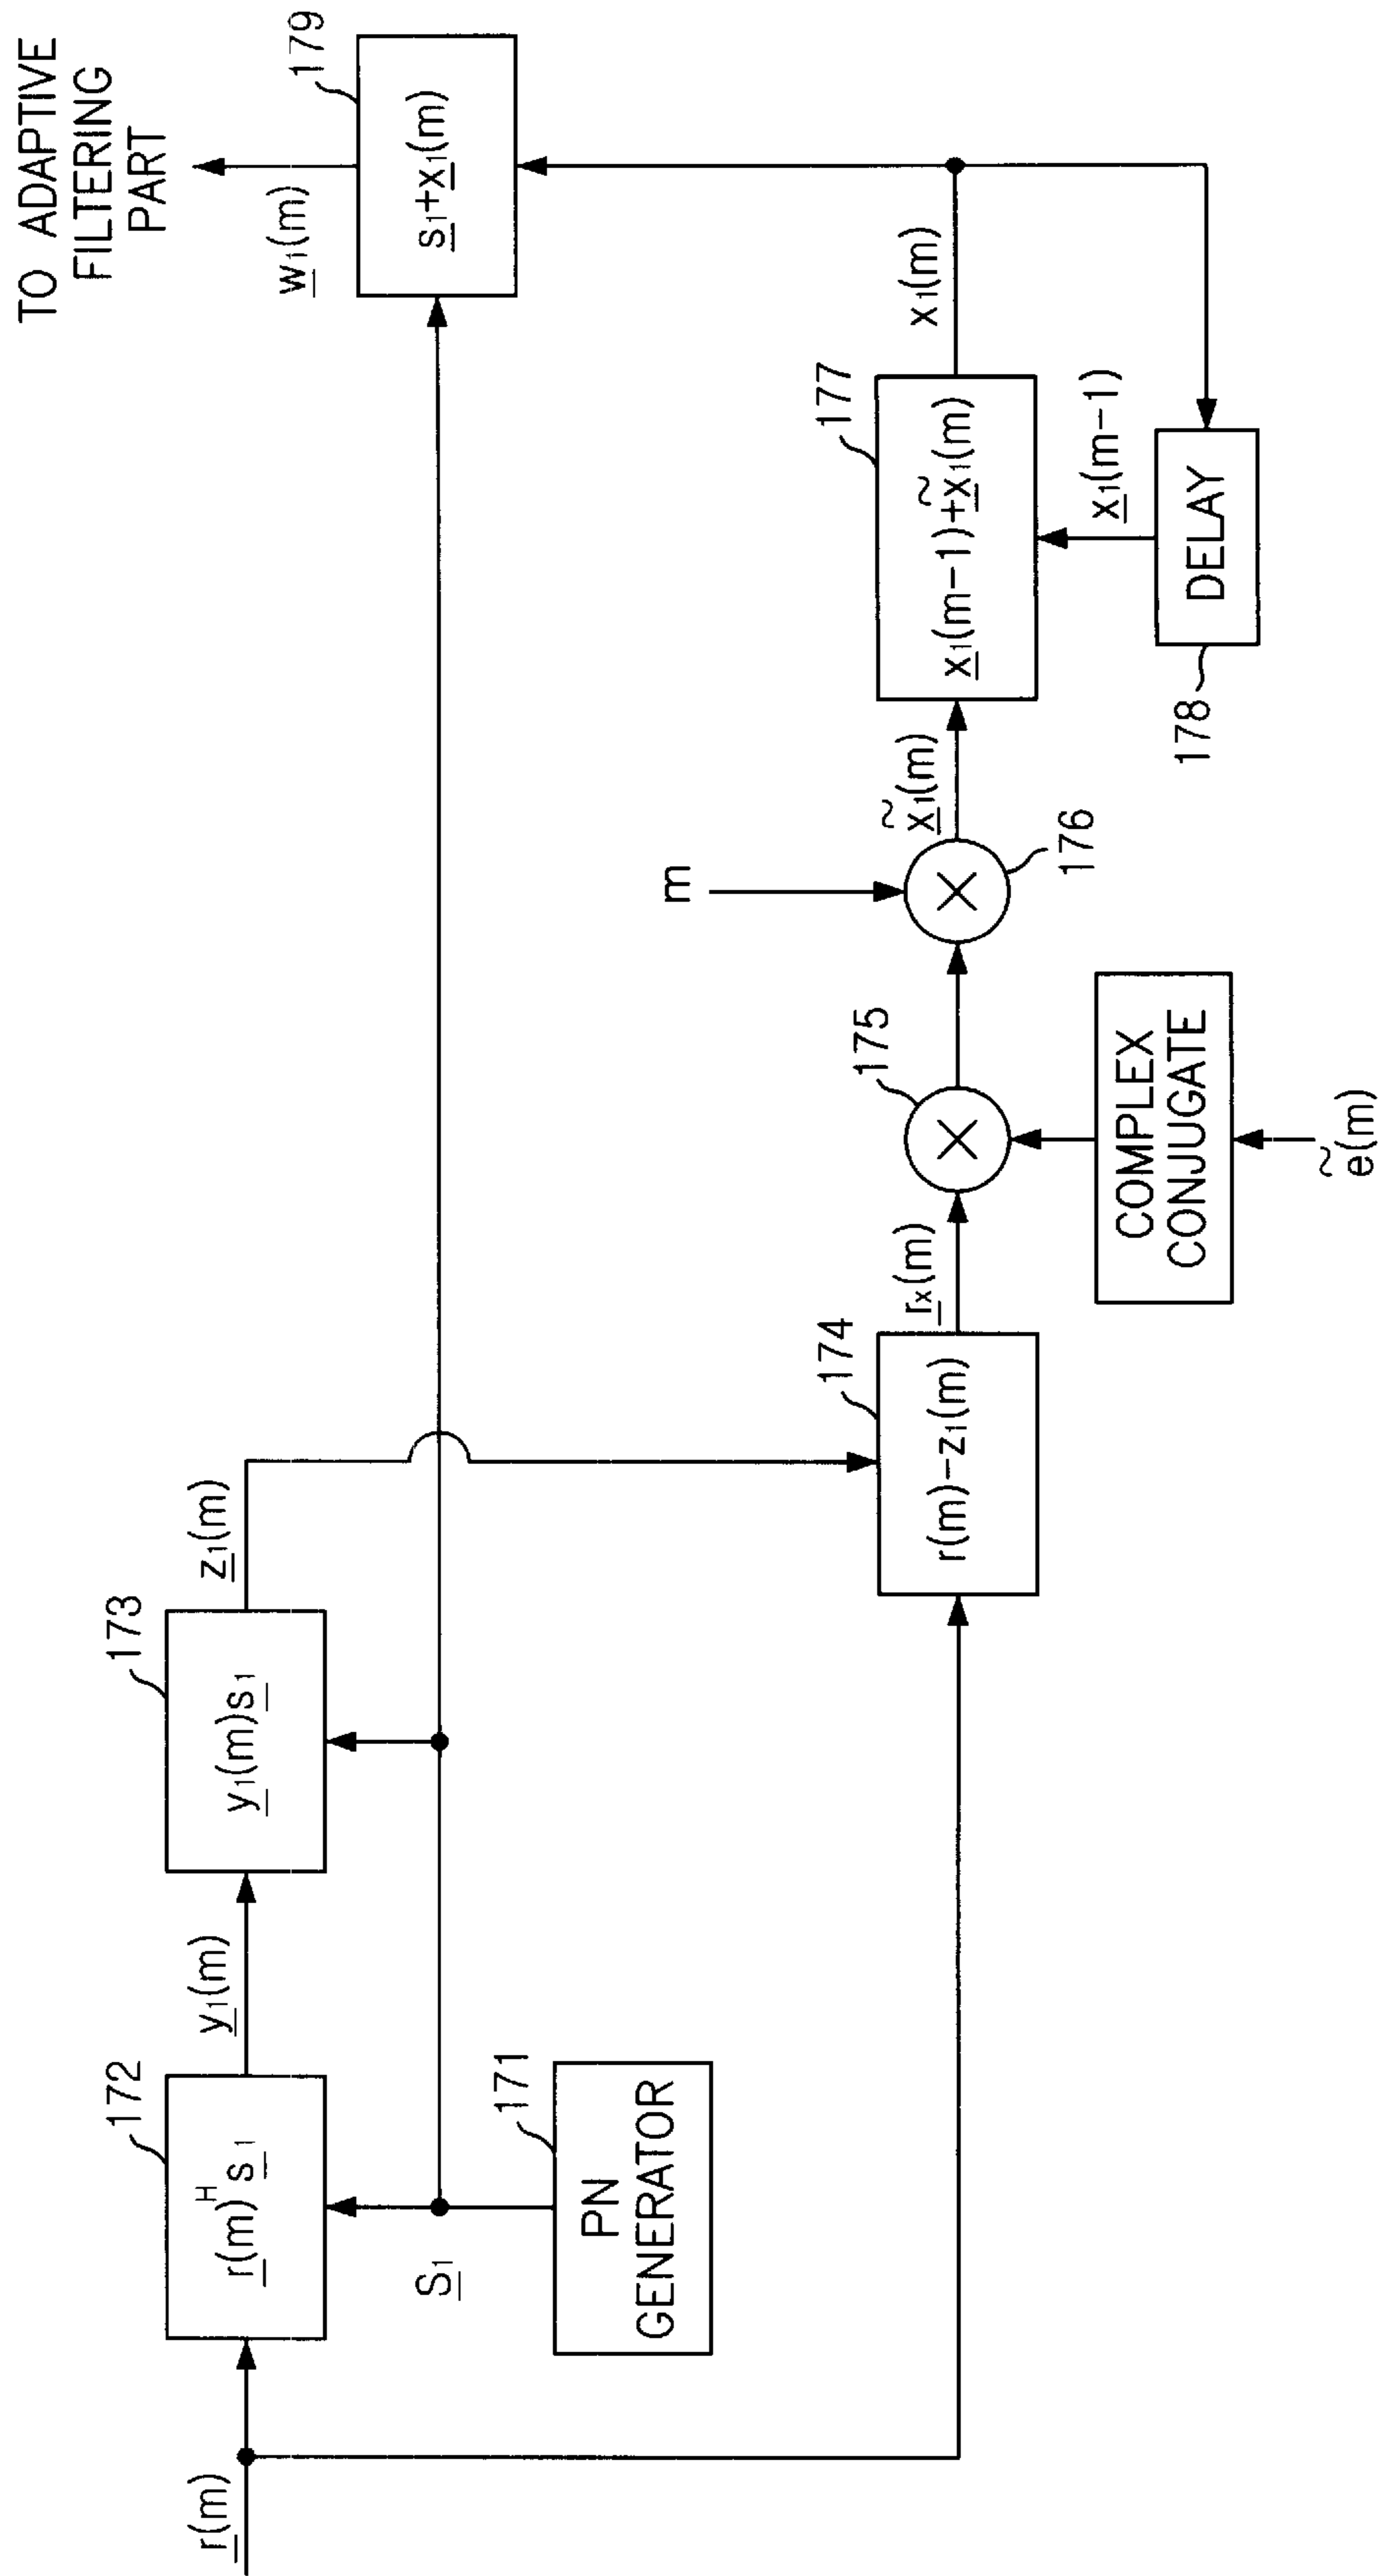 r(m)
172
r(m)ᴴ s₁
y₁(m)
173
y₁(m)s₁
z₁(m)
S₁
171
PN
GENERATOR
174
r(m)−z₁(m)
rₓ(m)
175
×
COMPLEX
CONJUGATE
ẽ(m)
m
×
176
x̃₁(m)
177
x₁(m−1)+x̃₁(m)
x₁(m)
x₁(m−1)
DELAY
178
179
s₁+x₁(m)
w₁(m)
TO ADAPTIVE
FILTERING
PART